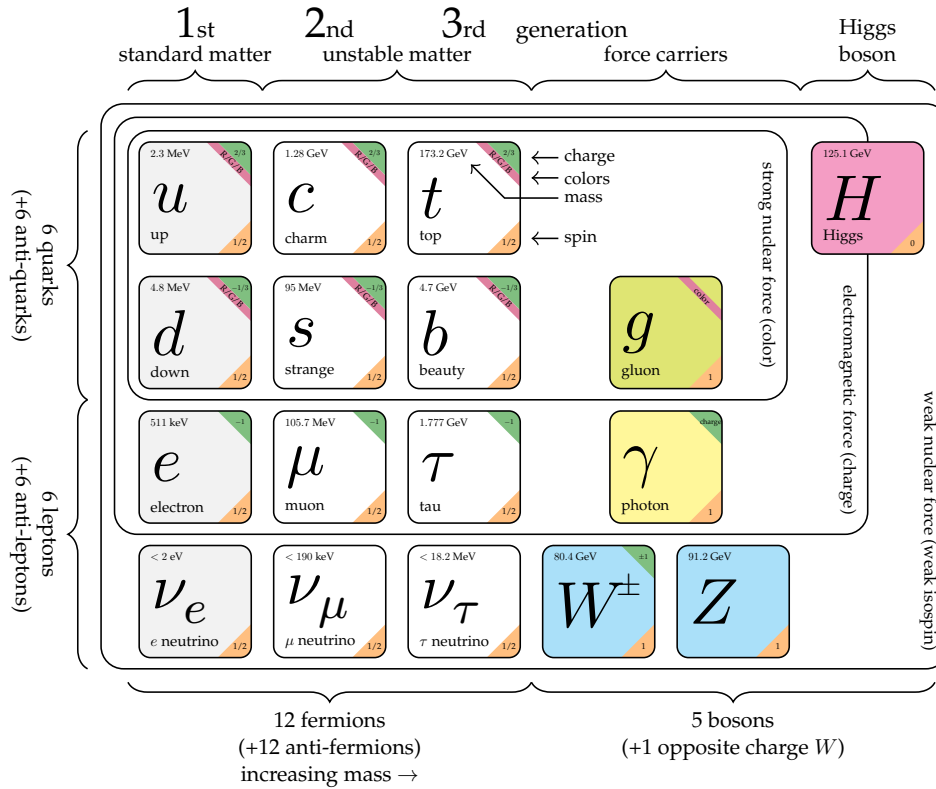 1st 2nd 3rd generation
standard matter unstable matter force carriers
Higgs
boson
6 quarks
(+6 anti-quarks)
6 leptons
(+6 anti-leptons)
2.3 MeV 2/3
R/G/B
u
up
1/2
1.28 GeV 2/3
R/G/B
c
charm
1/2
173.2 GeV 2/3
R/G/B
t
top
1/2
charge
colors
mass
spin
strong nuclear force (color)
125.1 GeV
H
Higgs
0
4.8 MeV −1/3
R/G/B
d
down
1/2
95 MeV −1/3
R/G/B
s
strange
1/2
4.7 GeV −1/3
R/G/B
b
beauty
1/2
color
g
gluon
1
electromagnetic force (charge)
weak nuclear force (weak isospin)
511 keV −1
e
electron
1/2
105.7 MeV −1
μ
muon
1/2
1.777 GeV −1
τ
tau
1/2
charge
γ
photon
1
< 2 eV
νe
e neutrino
1/2
< 190 keV
νμ
μ neutrino
1/2
< 18.2 MeV
ντ
τ neutrino
1/2
80.4 GeV ±1
W±
1
91.2 GeV
Z
1
12 fermions
(+12 anti-fermions)
increasing mass →
5 bosons
(+1 opposite charge W)